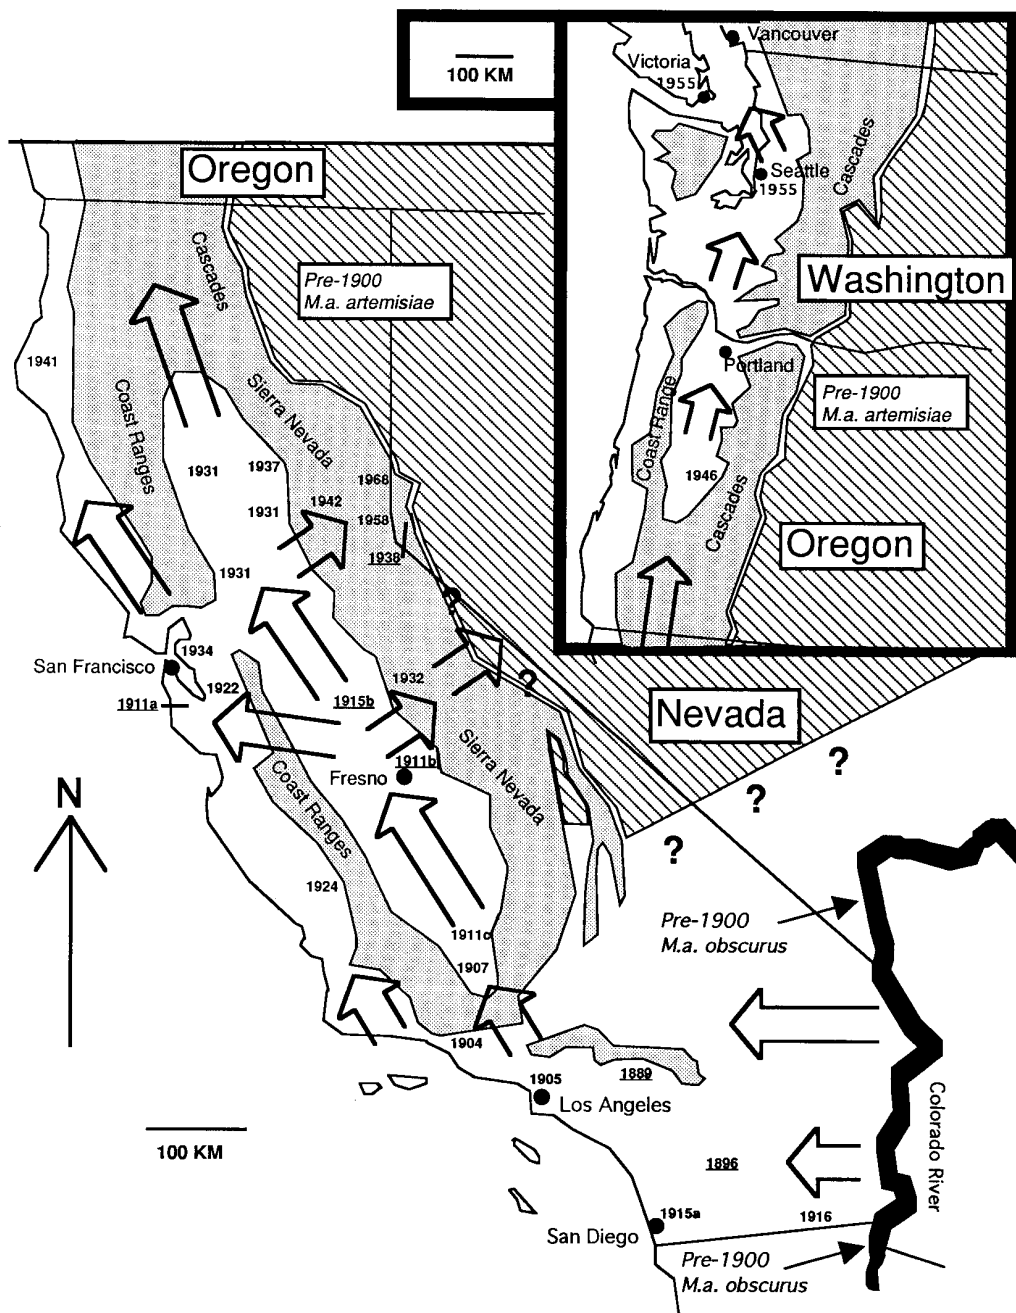 100 KM
Vancouver
Victoria
1955
Seattle
1955
Cascades
Washington
Portland
Pre-1900
M.a. artemisiae
Coast Range
1946
Cascades
Oregon
Oregon
Cascades
Pre-1900
M.a. artemisiae
1941
Coast Ranges
Sierra Nevada
1931
1937
1968
1942
1931
1958
1938
1931
?
San Francisco
1934
1911a
1922
1915b
1932
?
Nevada
1911b
Fresno
Sierra Nevada
Coast Ranges
?
?
?
N
1924
1911c
1907
Pre-1900
M.a. obscurus
1904
1905
1889
Los Angeles
Colorado River
100 KM
1896
1915a
1916
San Diego
Pre-1900
M.a. obscurus